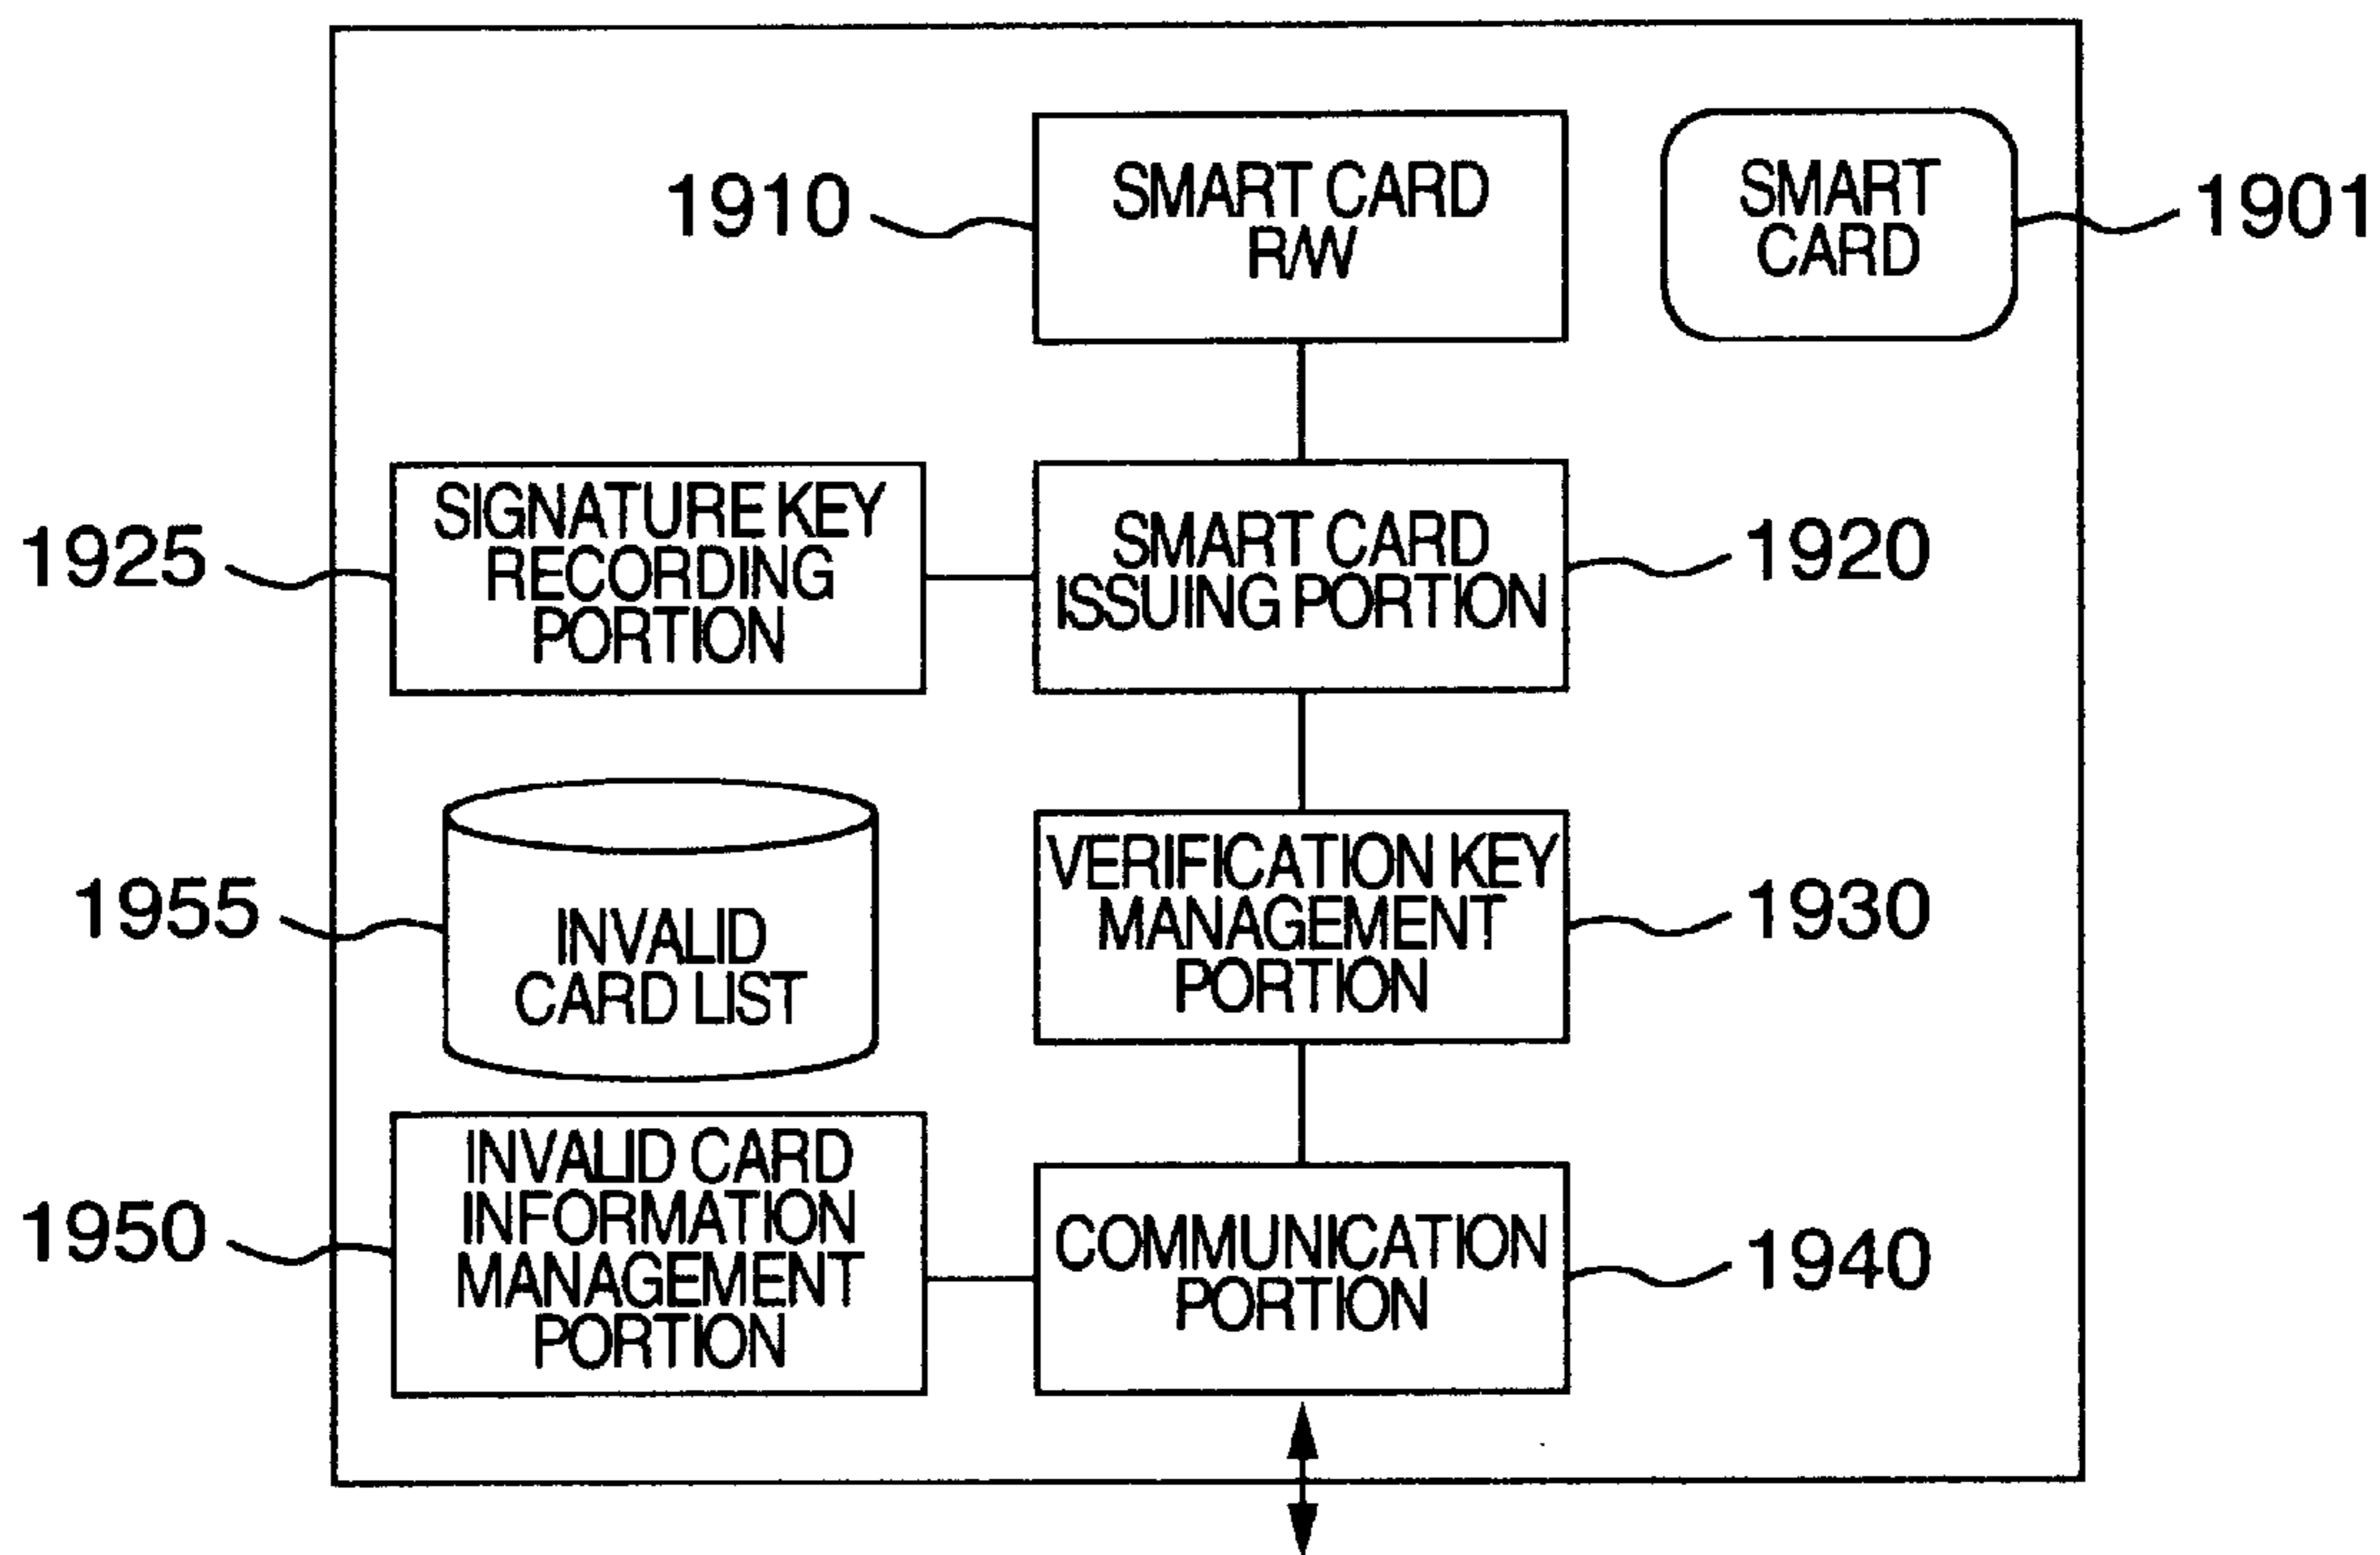 1910
SMART CARD
R/W
SMART
CARD
1901
1925
SIGNATURE KEY
RECORDING
PORTION
SMART CARD
ISSUING PORTION
1920
1955
INVALID
CARD LIST
VERIFICATION KEY
MANAGEMENT
PORTION
1930
1950
INVALID CARD
INFORMATION
MANAGEMENT
PORTION
COMMUNICATION
PORTION
1940